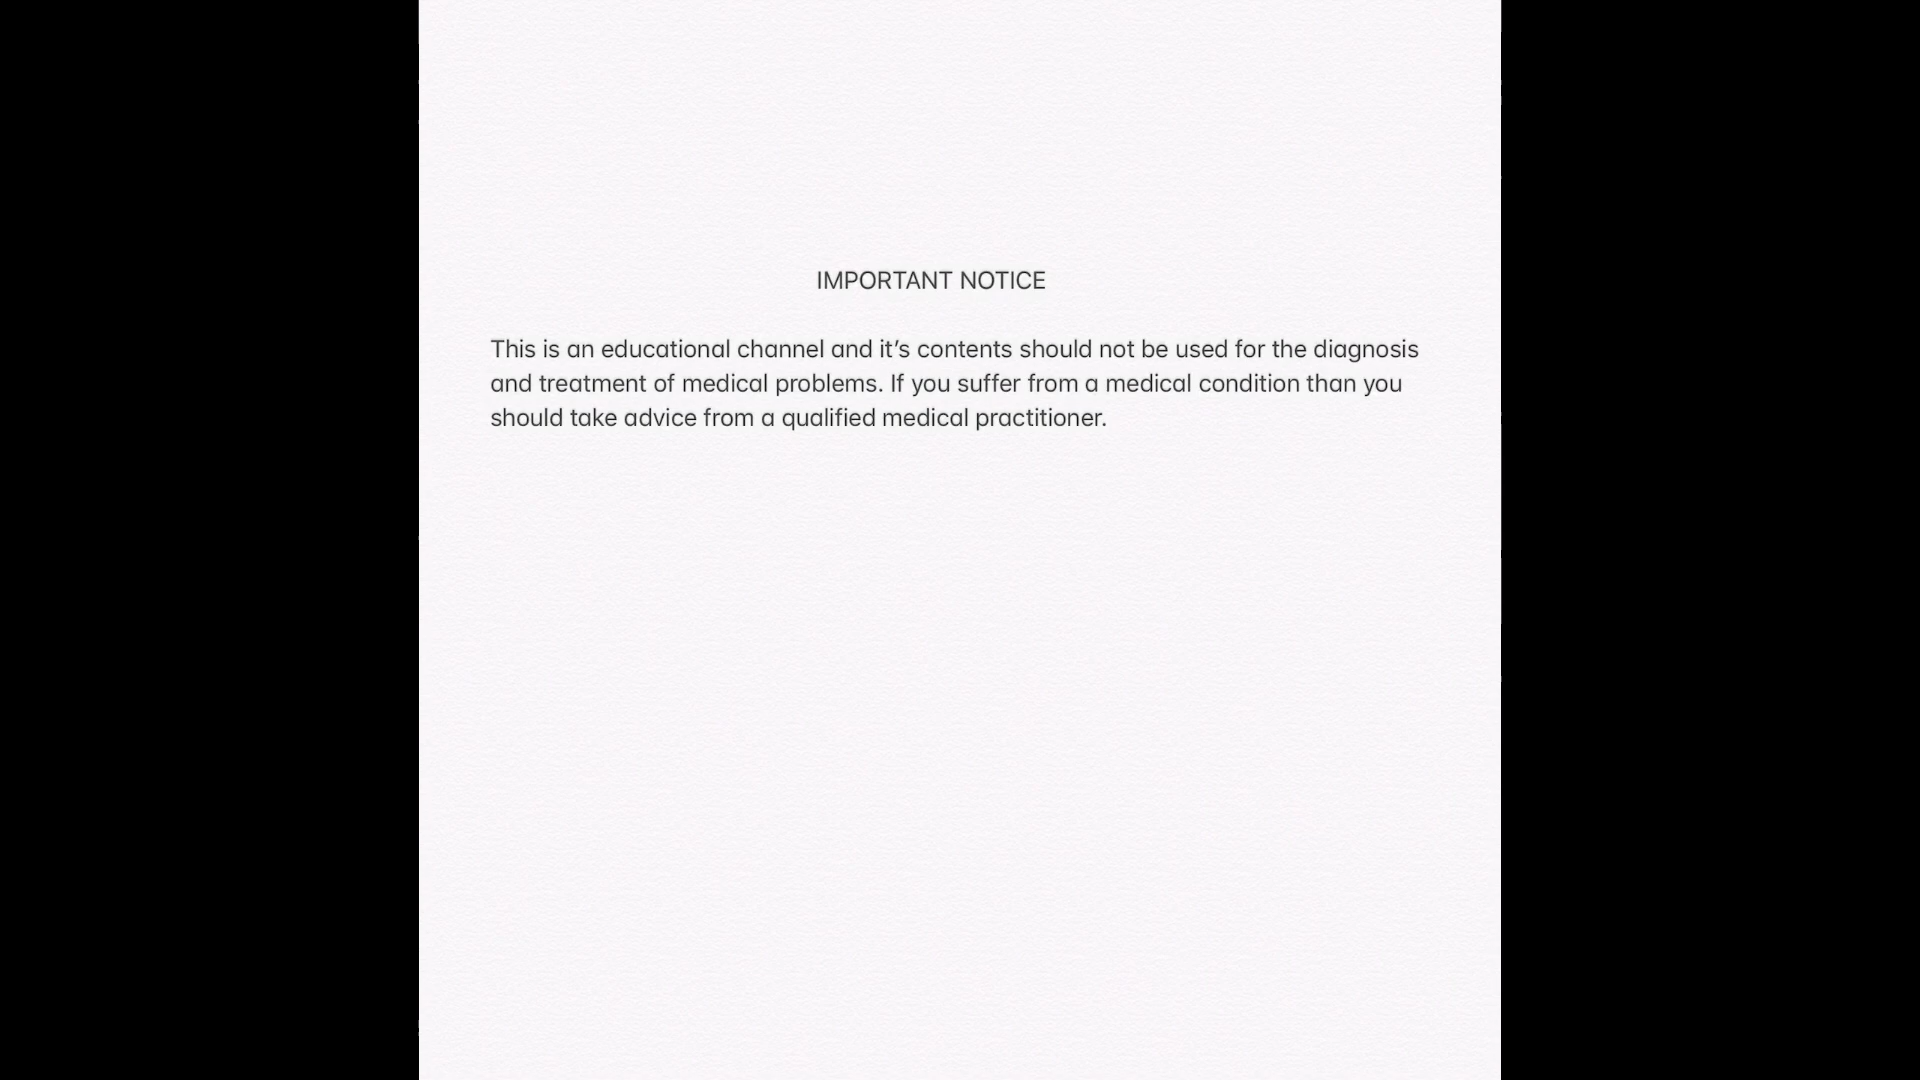 IMPORTANT NOTICE
This is an educational channel and it’s contents should not be used for the diagnosis
and treatment of medical problems. If you suffer from a medical condition than you
should take advice from a qualified medical practitioner.